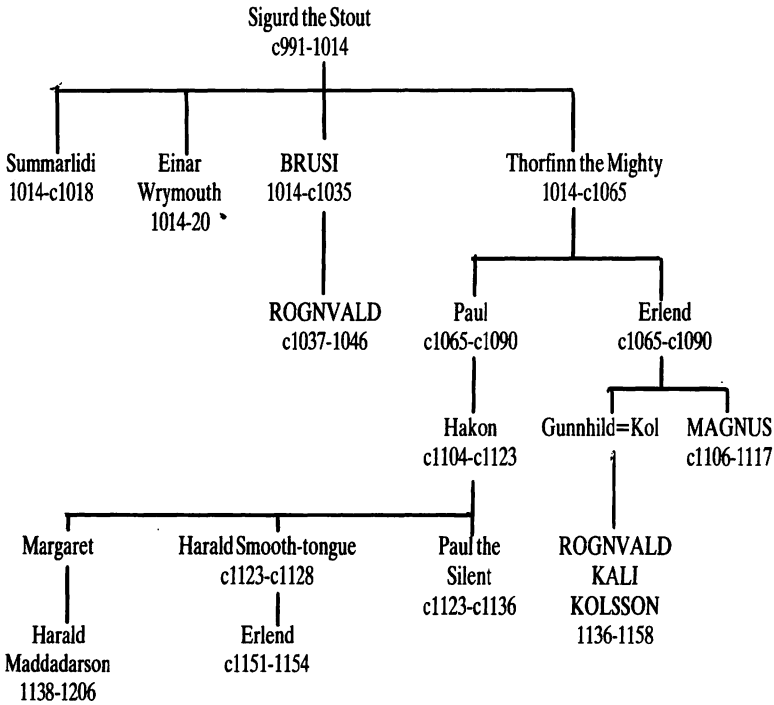 Sigurd the Stout
c991-1014
Summarlidi
1014-c1018
Einar
Wrymouth
1014-20
BRUSI
1014-c1035
Thorfinn the Mighty
1014-c1065
ROGNVALD
c1037-1046
Paul
c1065-c1090
Erlend
c1065-c1090
Hakon
c1104-c1123
Gunnhild=Kol
MAGNUS
c1106-1117
Margaret
Harald Smooth-tongue
c1123-c1128
Paul the
Silent
c1123-c1136
ROGNVALD
KALI
KOLSSON
1136-1158
Harald
Maddadarson
1138-1206
Erlend
c1151-1154